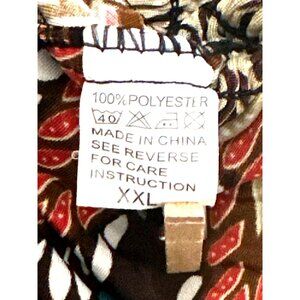 100% POLYESTER
40
MADE IN CHINA
SEE REVERSE
FOR CARE
INSTRUCTION
XXL